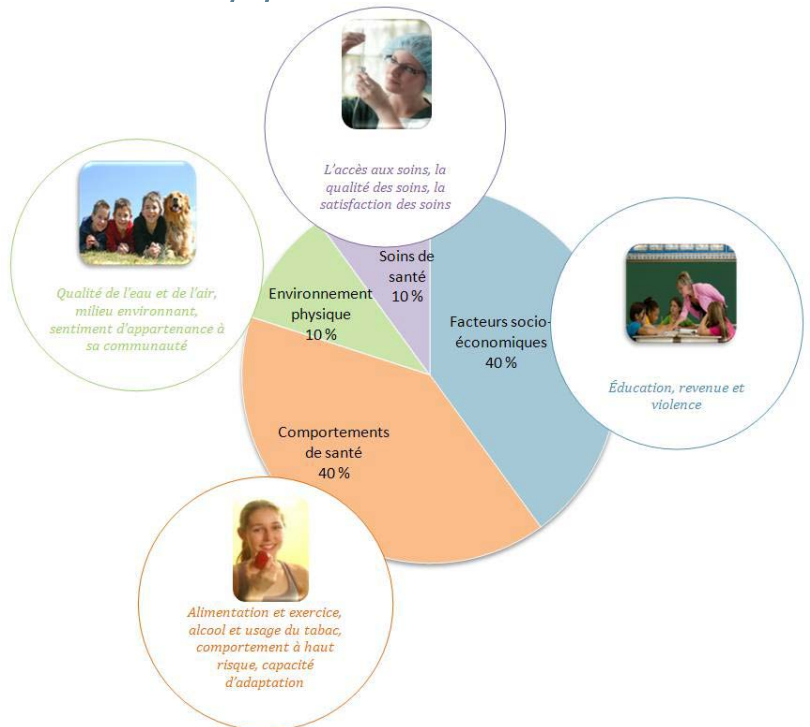 L'accès aux soins, la
qualité des soins, la
satisfaction des soins
Soins de
santé
10 %
Qualité de l'eau et de l'air,
milieu environnant,
sentiment d'appartenance à
sa communauté
Environnement
physique
10 %
Facteurs socio-
économiques
40 %
Éducation, revenue et
violence
Comportements
de santé
40 %
Alimentation et exercice,
alcool et usage du tabac,
comportement à haut
risque, capacité
d'adaptation